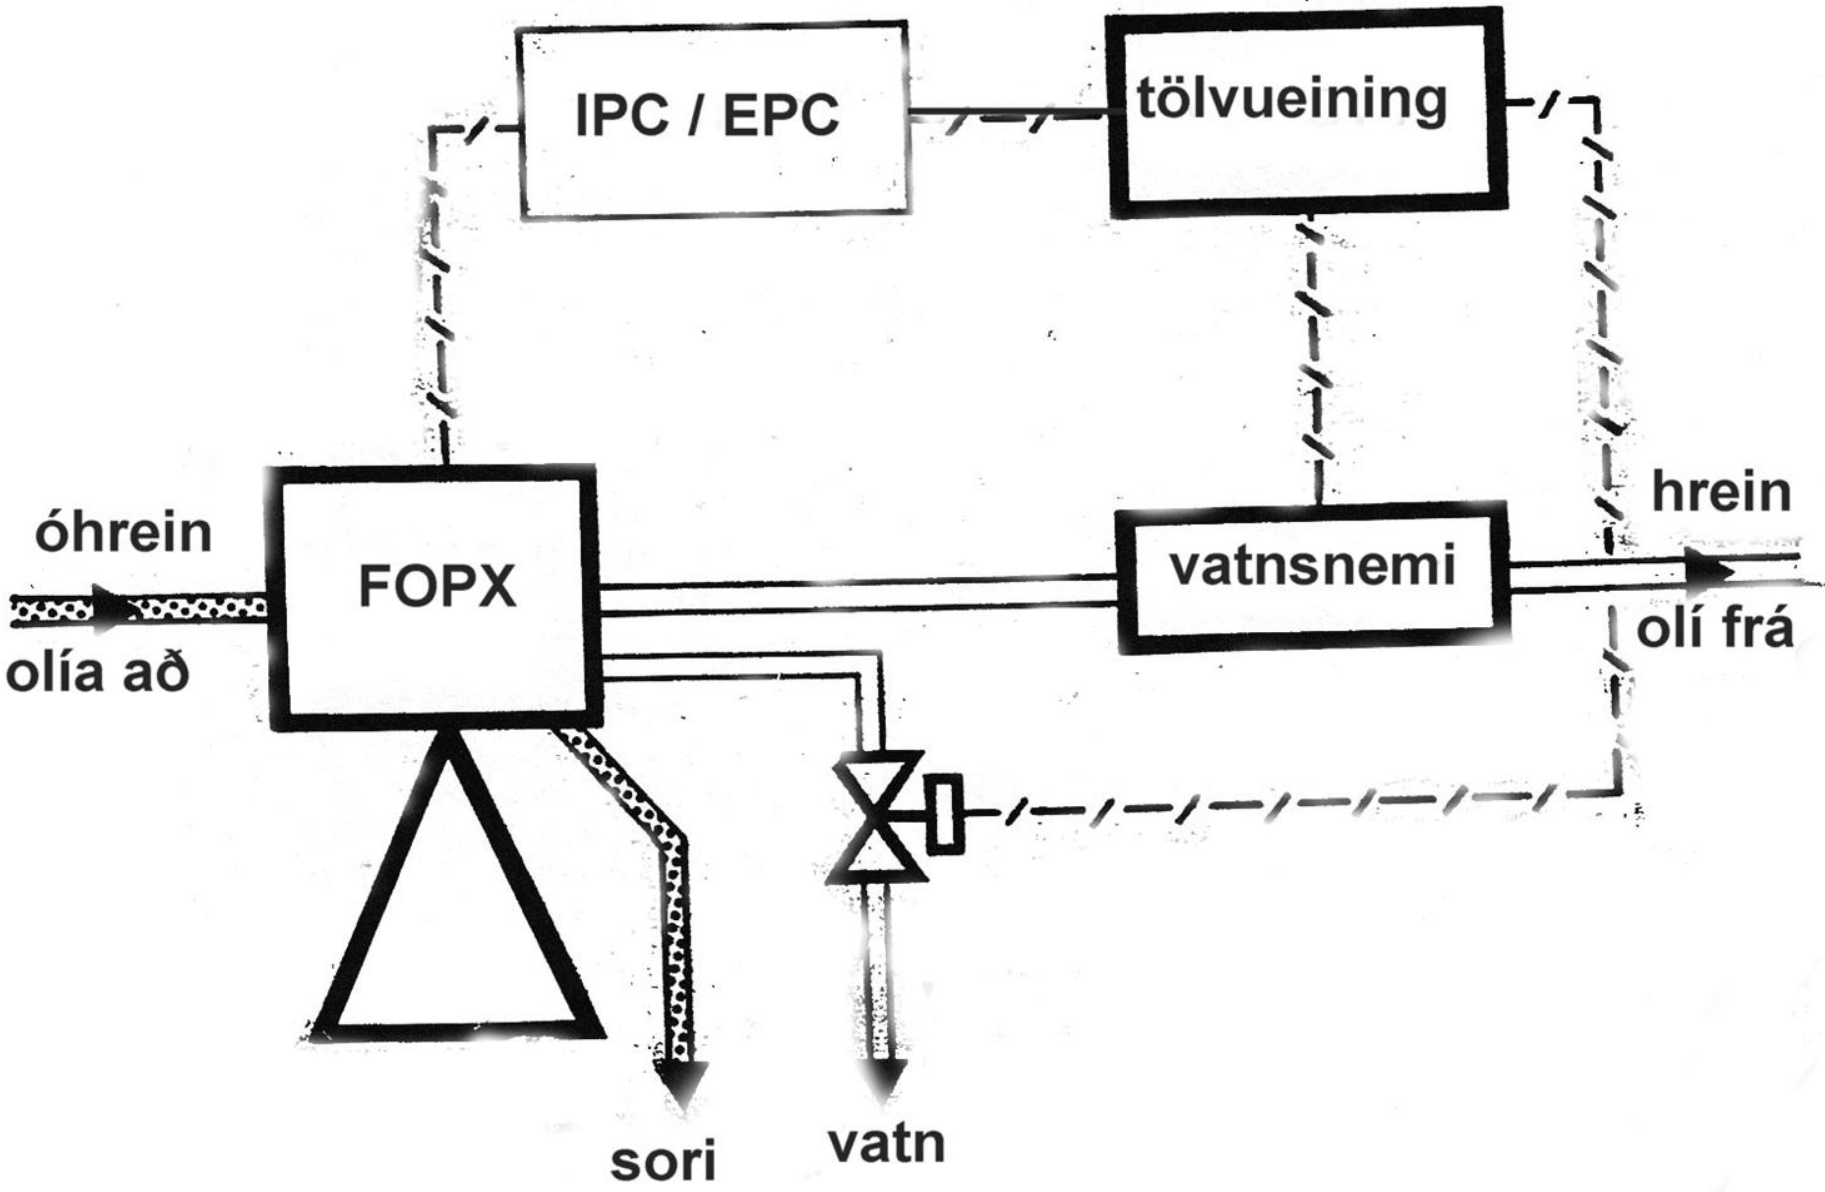 IPC / EPC
tölvueining
óhrein
olía að
FOPX
vatnsnemi
hrein
olí frá
sori
vatn